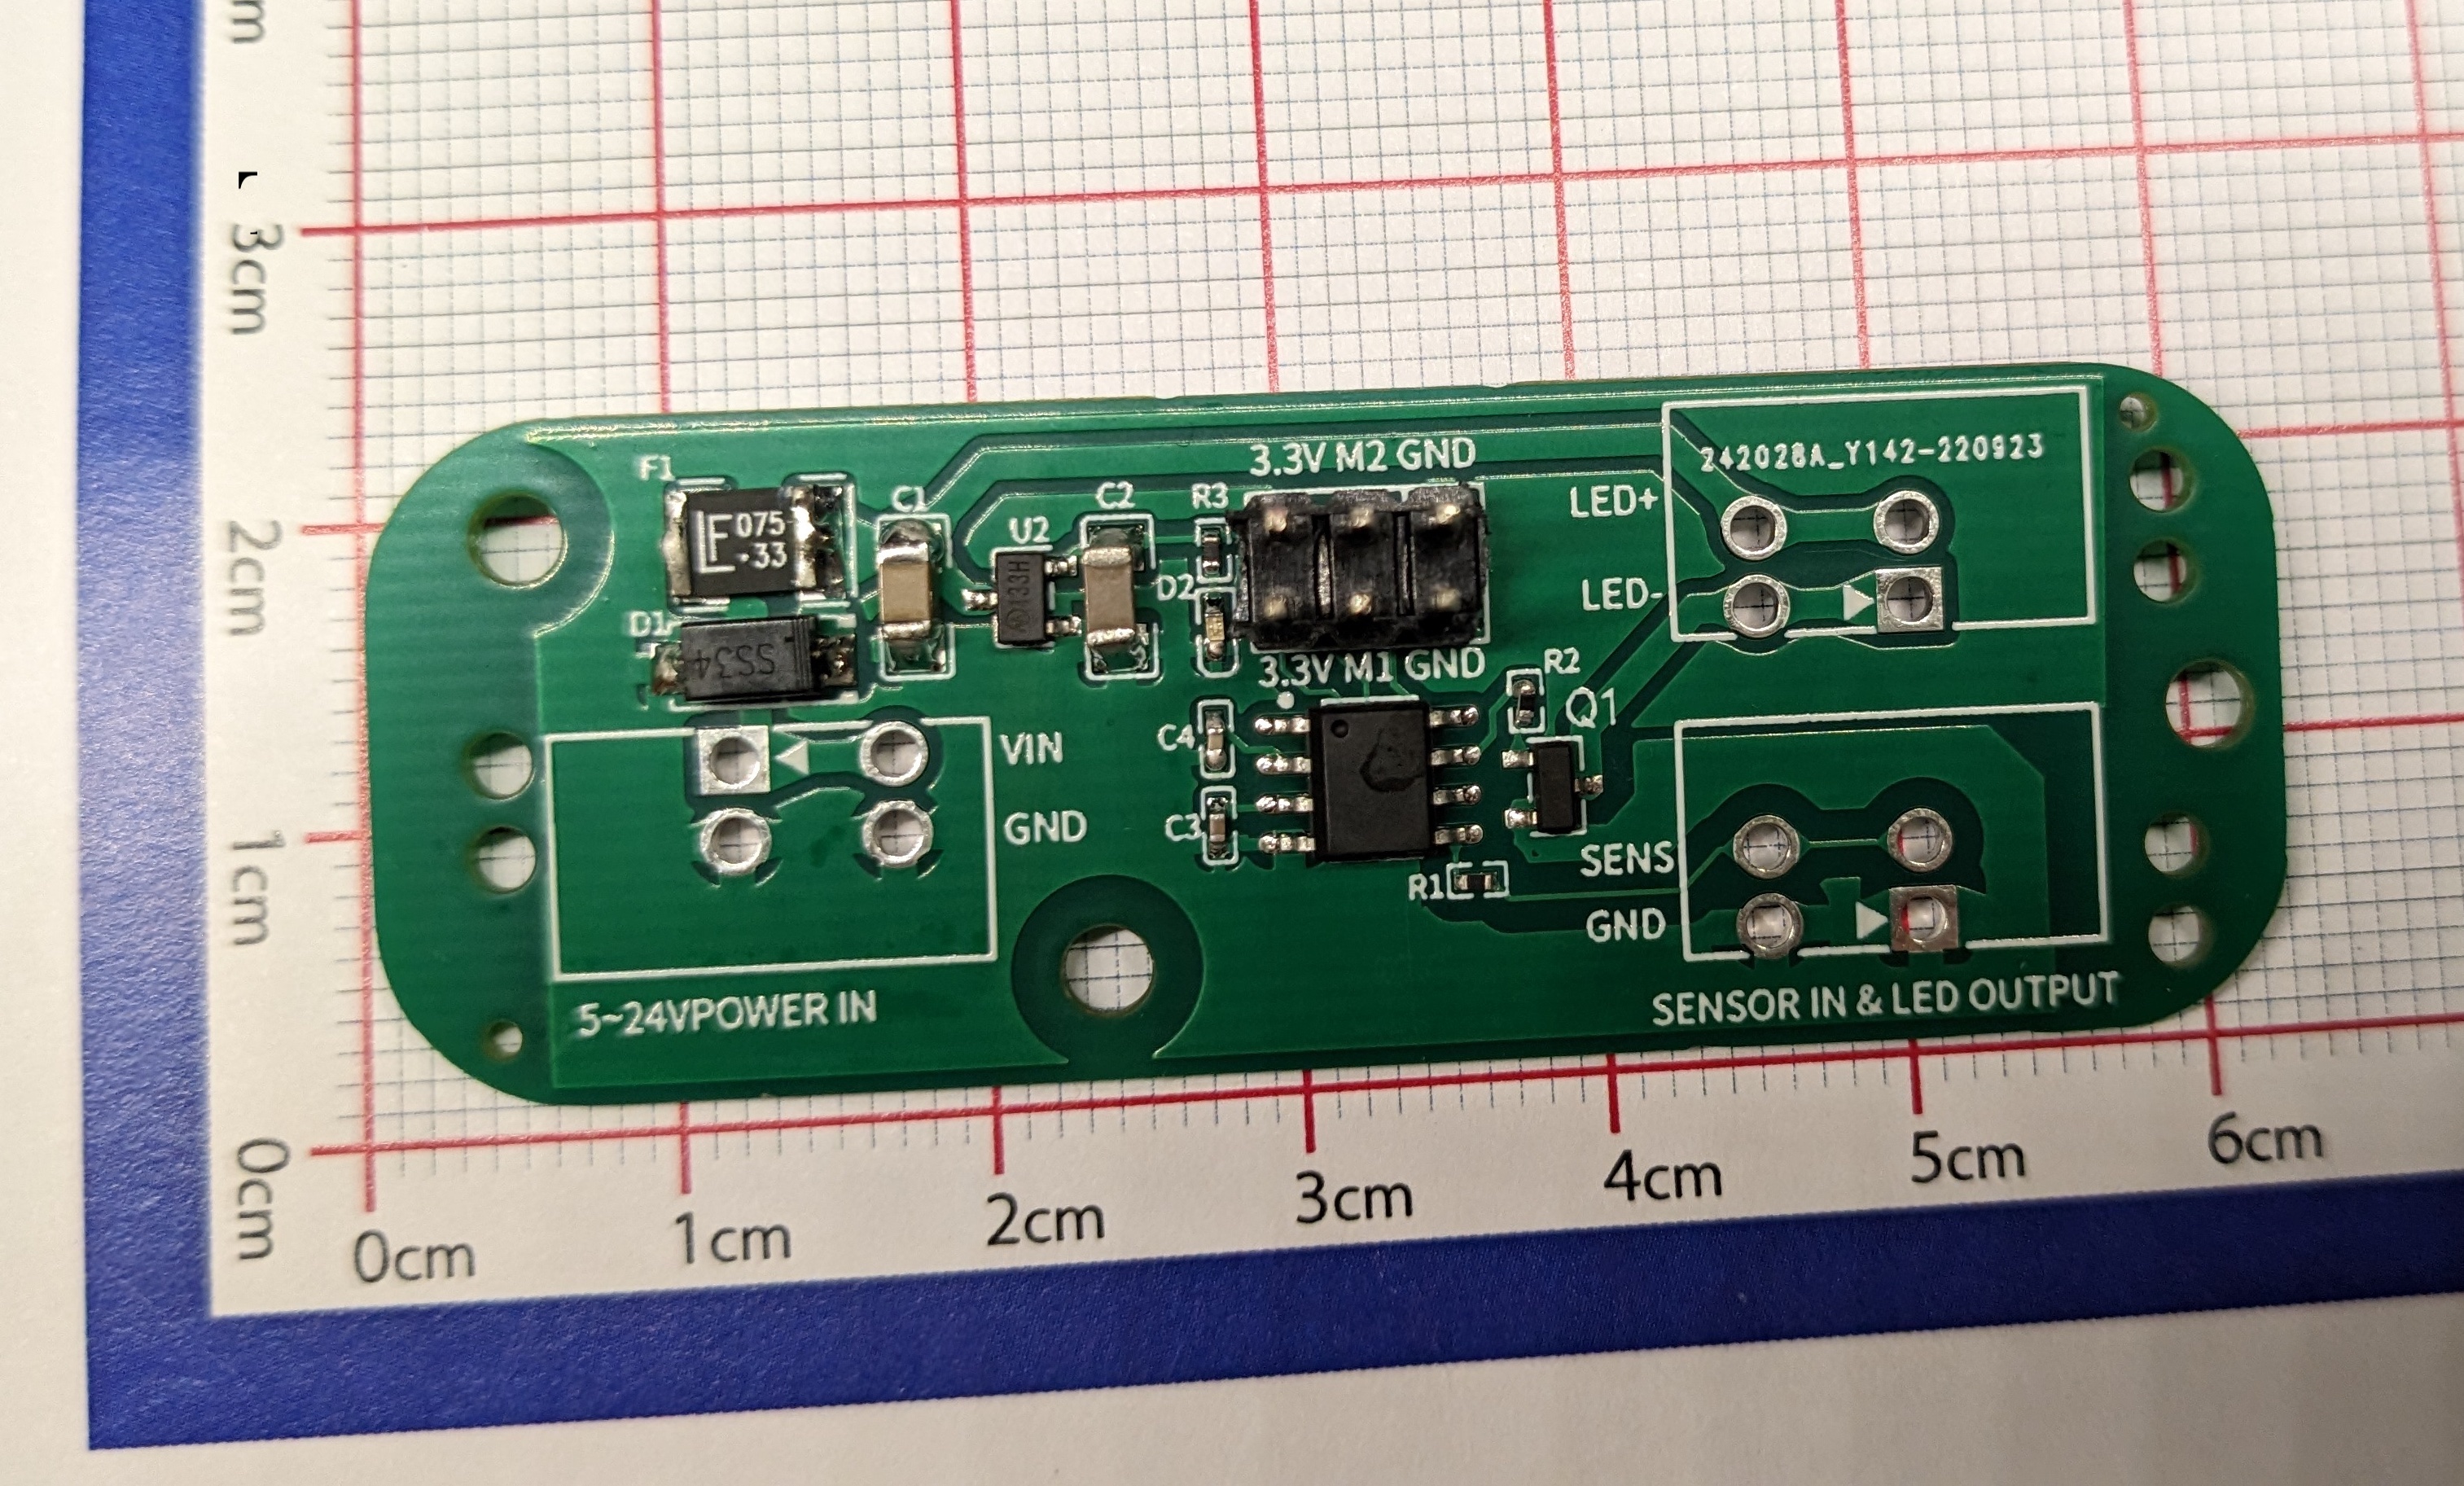 3cm
2cm
1cm
0cm
F1
LF 075
.33
C1
U2
133H
C2
R3
3.3V M2 GND
LED+
242028A_Y142-220923
D1
SS34
D2
LED-
3.3V M1 GND
R2
Q1
C4
VIN
GND
C3
R1
SENS
GND
5~24VPOWER IN
SENSOR IN & LED OUTPUT
0cm
1cm
2cm
3cm
4cm
5cm
6cm